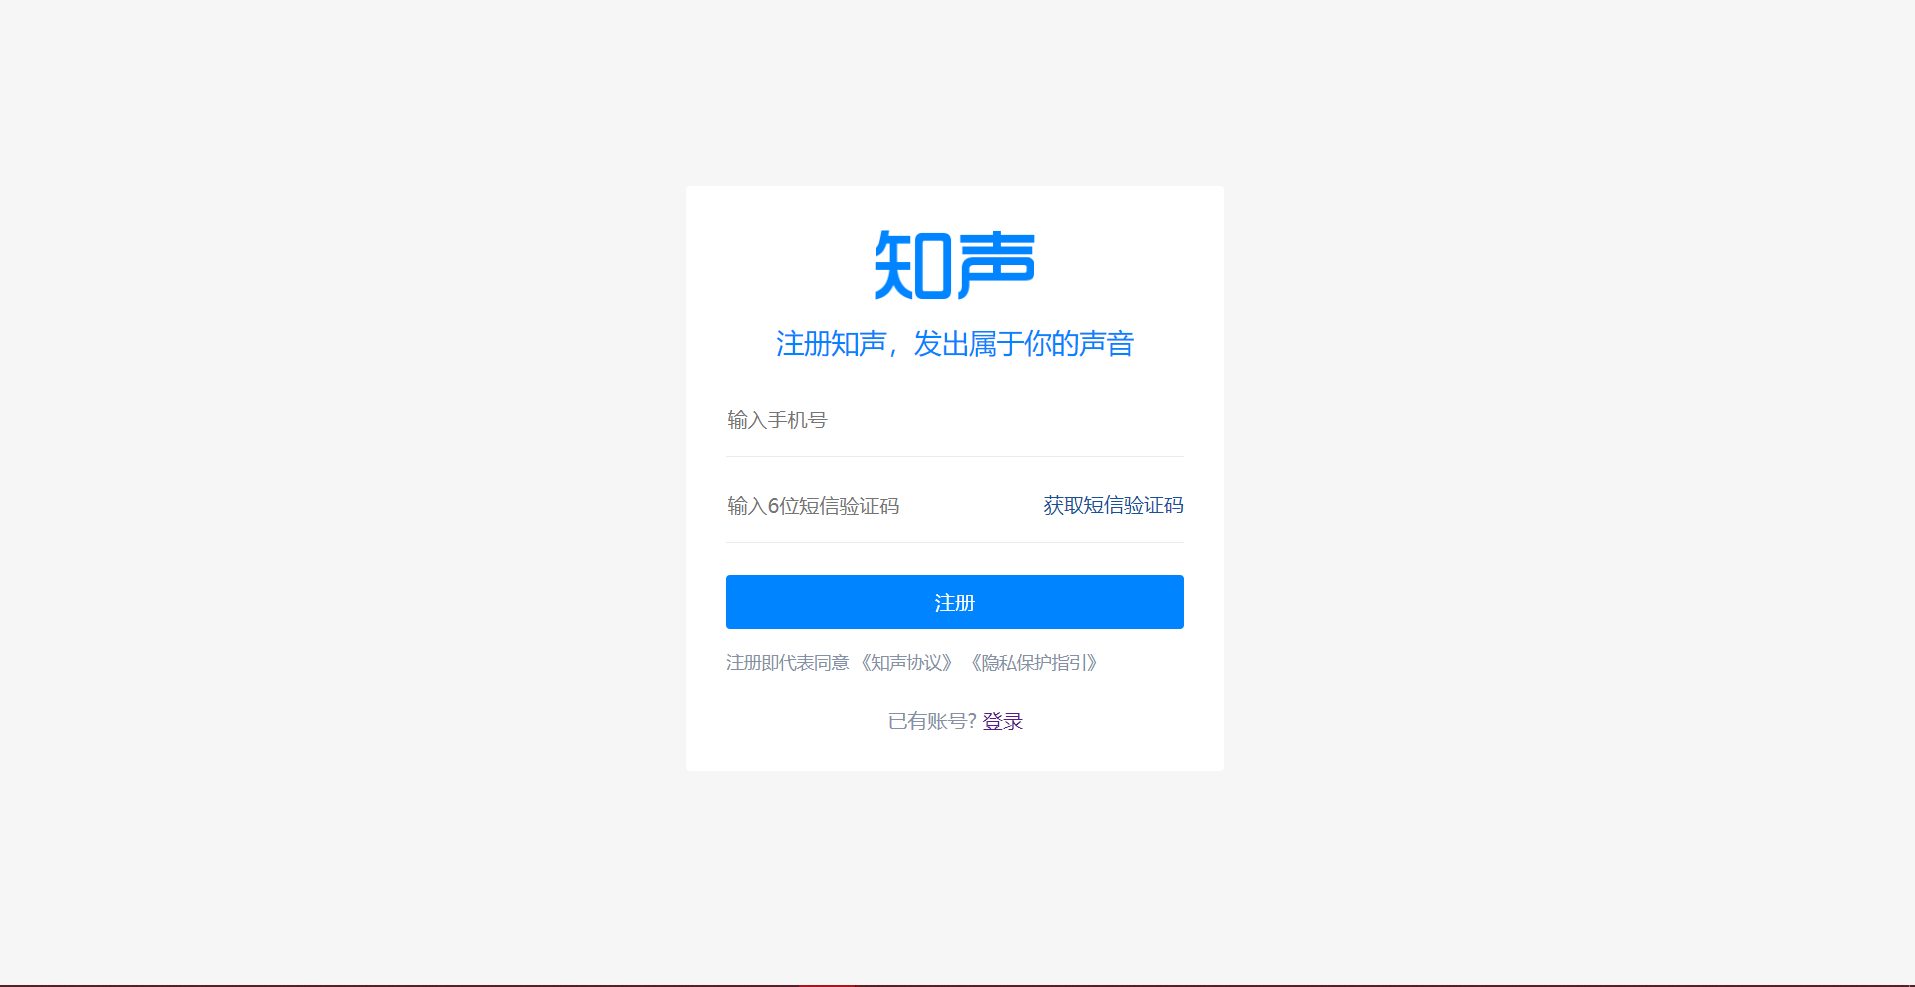 知声
注册知声，发出属于你的声音
输入手机号
输入6位短信验证码 获取短信验证码
注册
注册即代表同意《知声协议》《隐私保护指引》
已有账号? 登录